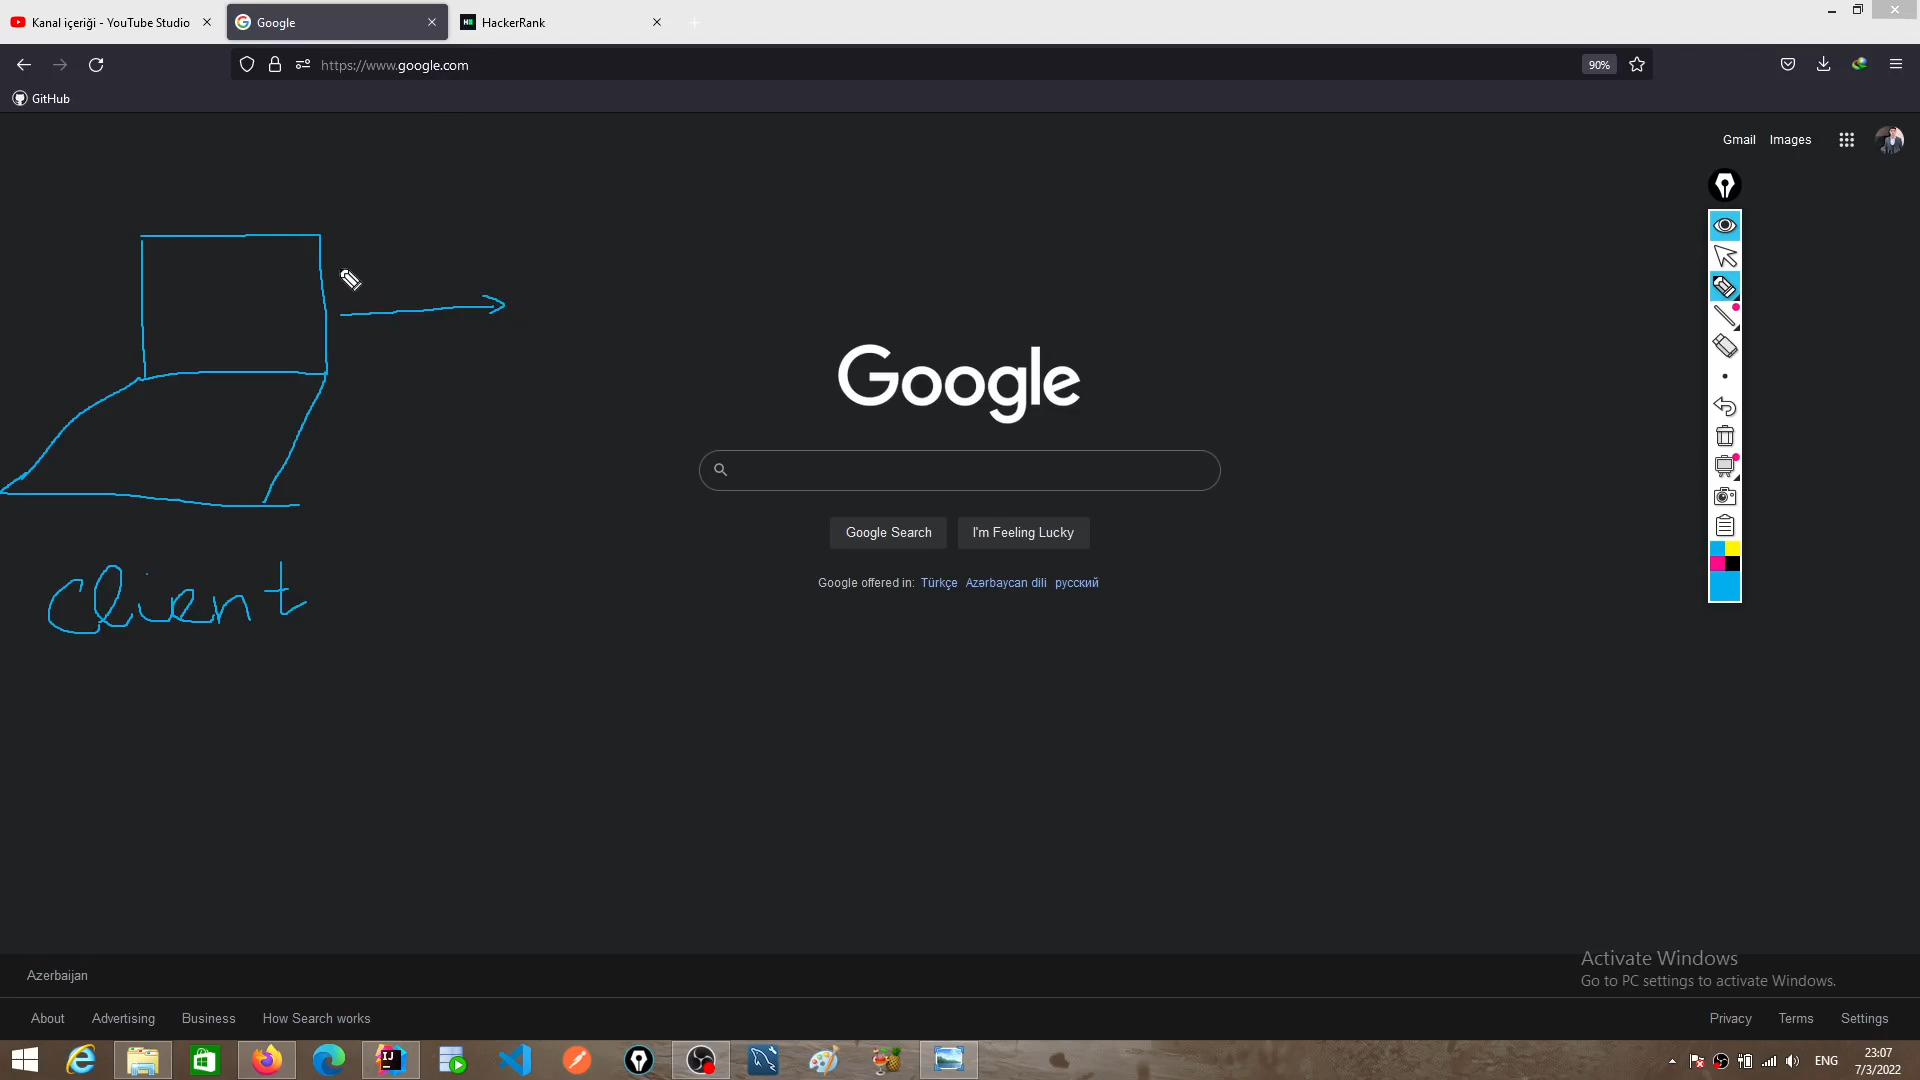 Kanal içeriği - YouTube Studio
Google
HackerRank
https://www.google.com
90%
GitHub
Gmail
Images
Google
Google Search
I'm Feeling Lucky
Google offered in: Türkçe Azərbaycan dili русский
Client
Activate Windows
Go to PC settings to activate Windows.
Azerbaijan
About
Advertising
Business
How Search works
Privacy
Terms
Settings
IJ
ENG
23:07
7/3/2022